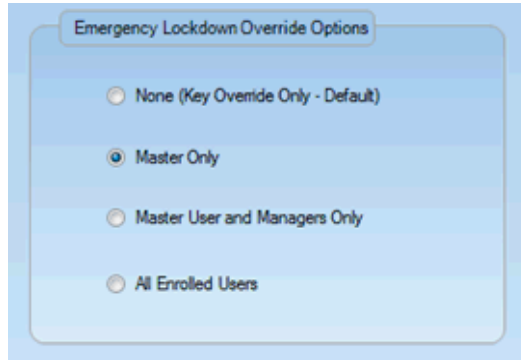 Emergency Lockdown Override Options
None (Key Override Only - Default)
Master Only
Master User and Managers Only
All Enrolled Users